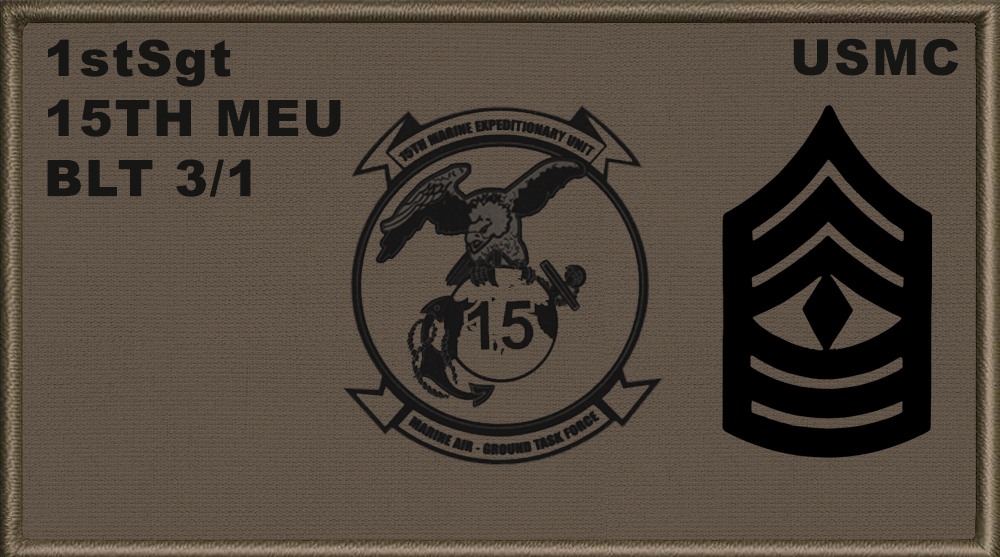 1stSgt
USMC
15TH MEU
BLT 3/1
15TH MARINE EXPEDITIONARY UNIT
15
MARINE AIR - GROUND TASK FORCE